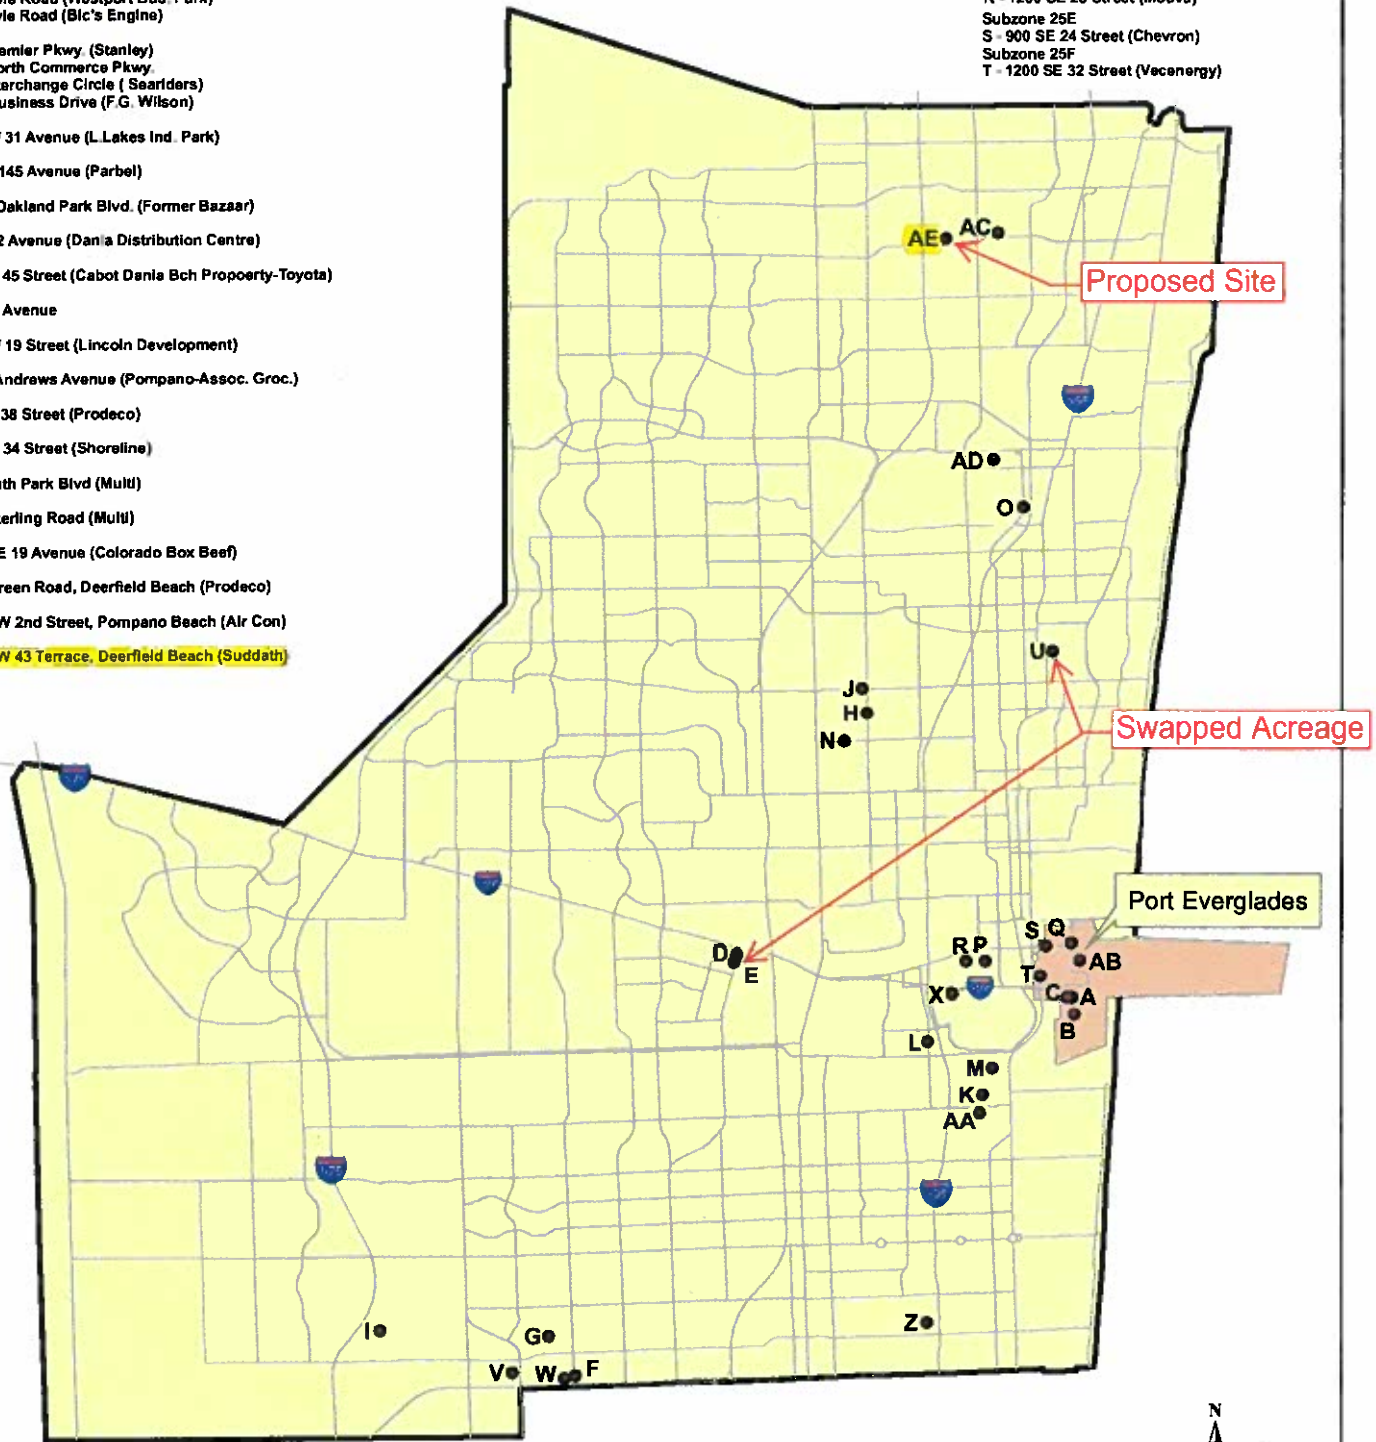 yle Road (Bic's Engine)
emier Pkwy. (Stanley)
orth Commerce Pkwy.
terchange Circle ( Searlders)
usiness Drive (F.G. Wilson)
31 Avenue (L.Lakes Ind. Park)
145 Avenue (Parbel)
Oakland Park Blvd. (Former Bazaar)
2 Avenue (Dania Distribution Centre)
45 Street (Cabot Dania Bch Propoerty-Toyota)
Avenue
19 Street (Lincoln Development)
Andrews Avenue (Pompano-Assoc. Groc.)
38 Street (Prodeco)
34 Street (Shoreline)
uth Park Blvd (Multi)
terling Road (Multi)
E 19 Avenue (Colorado Box Beef)
reen Road, Deerfield Beach (Prodeco)
W 2nd Street, Pompano Beach (Air Con)
W 43 Terrace, Deerfield Beach (Suddath)
Subzone 25E
S - 900 SE 24 Street (Chevron)
Subzone 25F
T - 1200 SE 32 Street (Vecenergy)
AE
AC
Proposed Site
AD
O
U
J
H
N
Swapped Acreage
Port Everglades
D
E
R P
S Q
AB
T
X
C A
B
L
M
K
AA
I
G
Z
V
W F
N